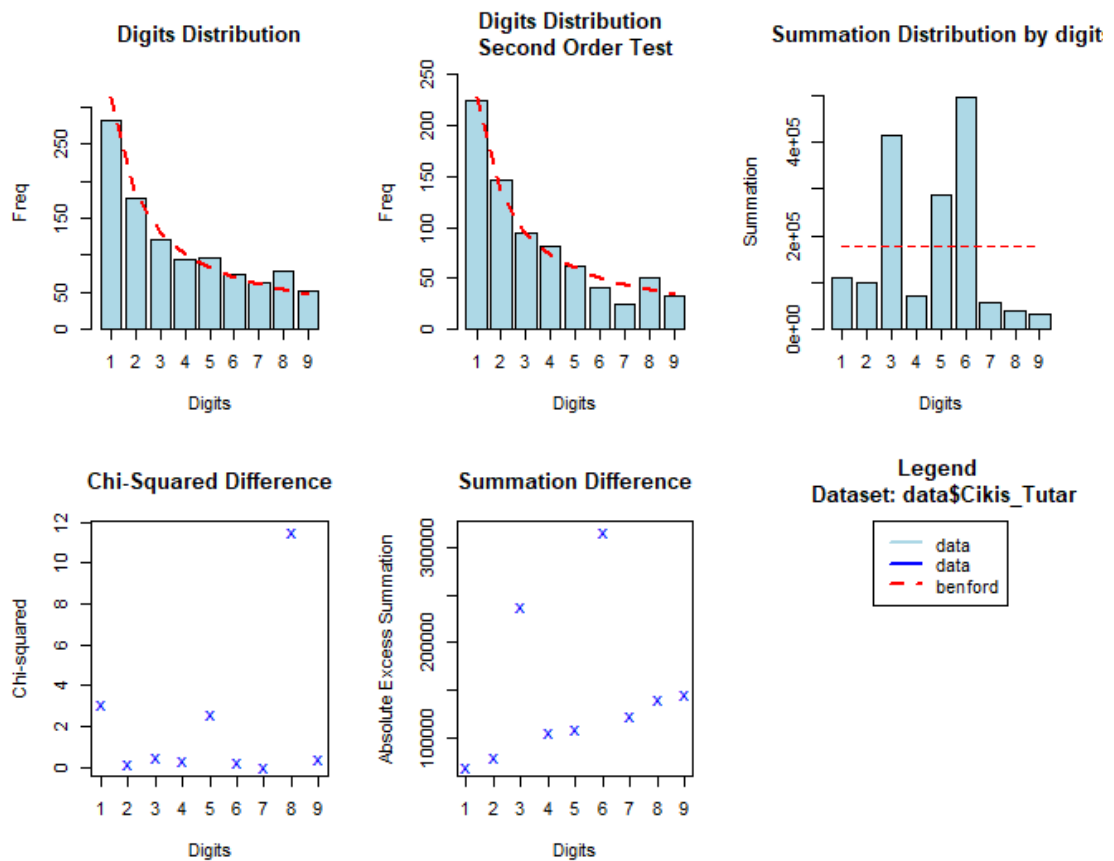 Digits Distribution
Freq
0
50
150
250
1 2 3 4 5 6 7 8 9
Digits
Digits Distribution
Second Order Test
Freq
0
50
100
150
200
250
1 2 3 4 5 6 7 8 9
Digits
Summation Distribution by digit
Summation
0e+00
2e+05
4e+05
1 2 3 4 5 6 7 8 9
Digits
Chi-Squared Difference
Chi-squared
0
2
4
6
8
10
12
1 2 3 4 5 6 7 8 9
Digits
Summation Difference
Absolute Excess Summation
100000
200000
300000
1 2 3 4 5 6 7 8 9
Digits
Legend
Dataset: data$Cikis_Tutar
data
data
benford